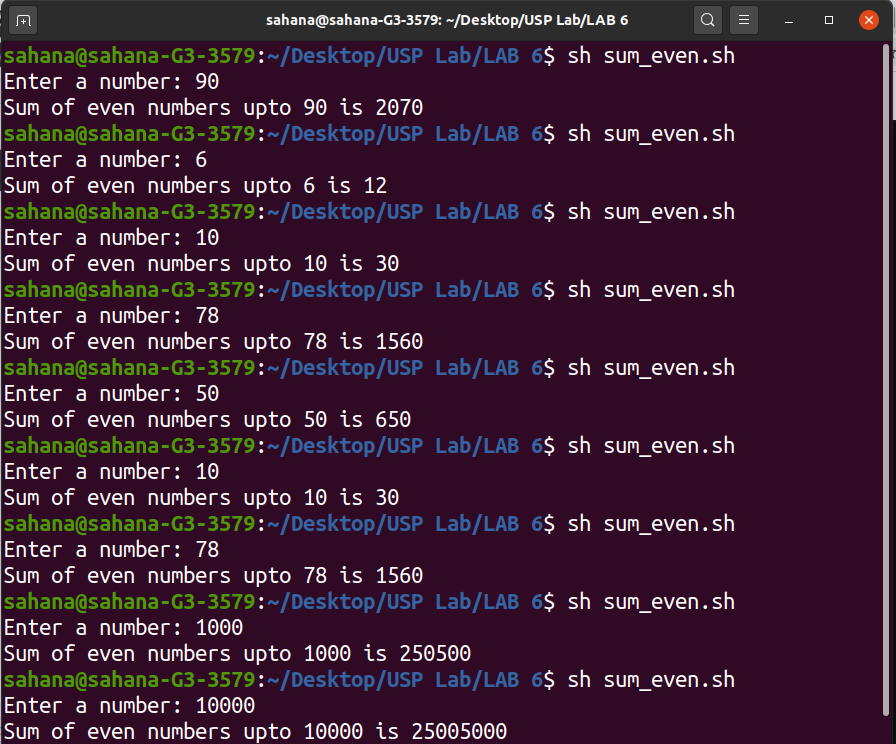 sahana@sahana-G3-3579: ~/Desktop/USP Lab/LAB 6
sahana@sahana-G3-3579:~/Desktop/USP Lab/LAB 6$ sh sum_even.sh
Enter a number: 90
Sum of even numbers upto 90 is 2070
sahana@sahana-G3-3579:~/Desktop/USP Lab/LAB 6$ sh sum_even.sh
Enter a number: 6
Sum of even numbers upto 6 is 12
sahana@sahana-G3-3579:~/Desktop/USP Lab/LAB 6$ sh sum_even.sh
Enter a number: 10
Sum of even numbers upto 10 is 30
sahana@sahana-G3-3579:~/Desktop/USP Lab/LAB 6$ sh sum_even.sh
Enter a number: 78
Sum of even numbers upto 78 is 1560
sahana@sahana-G3-3579:~/Desktop/USP Lab/LAB 6$ sh sum_even.sh
Enter a number: 50
Sum of even numbers upto 50 is 650
sahana@sahana-G3-3579:~/Desktop/USP Lab/LAB 6$ sh sum_even.sh
Enter a number: 10
Sum of even numbers upto 10 is 30
sahana@sahana-G3-3579:~/Desktop/USP Lab/LAB 6$ sh sum_even.sh
Enter a number: 78
Sum of even numbers upto 78 is 1560
sahana@sahana-G3-3579:~/Desktop/USP Lab/LAB 6$ sh sum_even.sh
Enter a number: 1000
Sum of even numbers upto 1000 is 250500
sahana@sahana-G3-3579:~/Desktop/USP Lab/LAB 6$ sh sum_even.sh
Enter a number: 10000
Sum of even numbers upto 10000 is 25005000